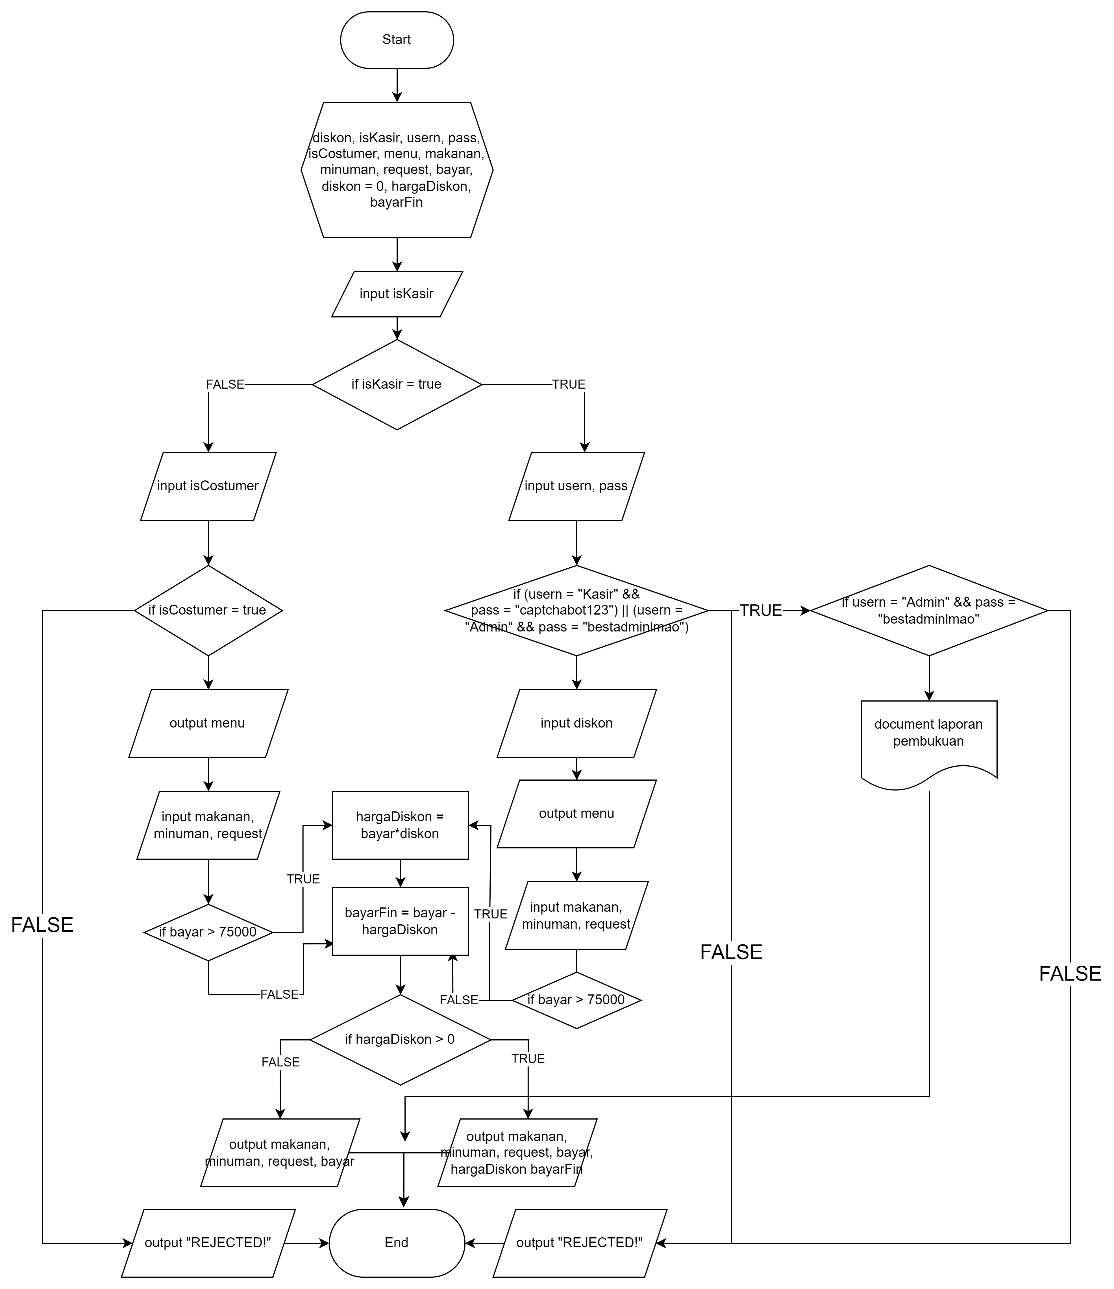 Start
diskon, isKasir, usern, pass,
isCostumer, menu, makanan,
minuman, request, bayar,
diskon = 0, hargaDiskon,
bayarFin
input isKasir
if isKasir = true
FALSE
TRUE
input isCostumer
input usern, pass
if isCostumer = true
if (usern = "Kasir" &&
pass = "captchabot123") || (usern =
"Admin" && pass = "bestadminlmao")
TRUE
if usern = "Admin" && pass =
"bestadminlmao"
output menu
input diskon
document laporan
pembukuan
input makanan,
minuman, request
hargaDiskon =
bayar*diskon
output menu
TRUE
input makanan,
minuman, request
bayarFin = bayar -
hargaDiskon
TRUE
FALSE
if bayar > 75000
FALSE
FALSE
FALSE
FALSE
if bayar > 75000
if hargaDiskon > 0
FALSE
TRUE
output makanan,
minuman, request, bayar
output makanan,
minuman, request, bayar,
hargaDiskon bayarFin
output "REJECTED!"
End
output "REJECTED!"